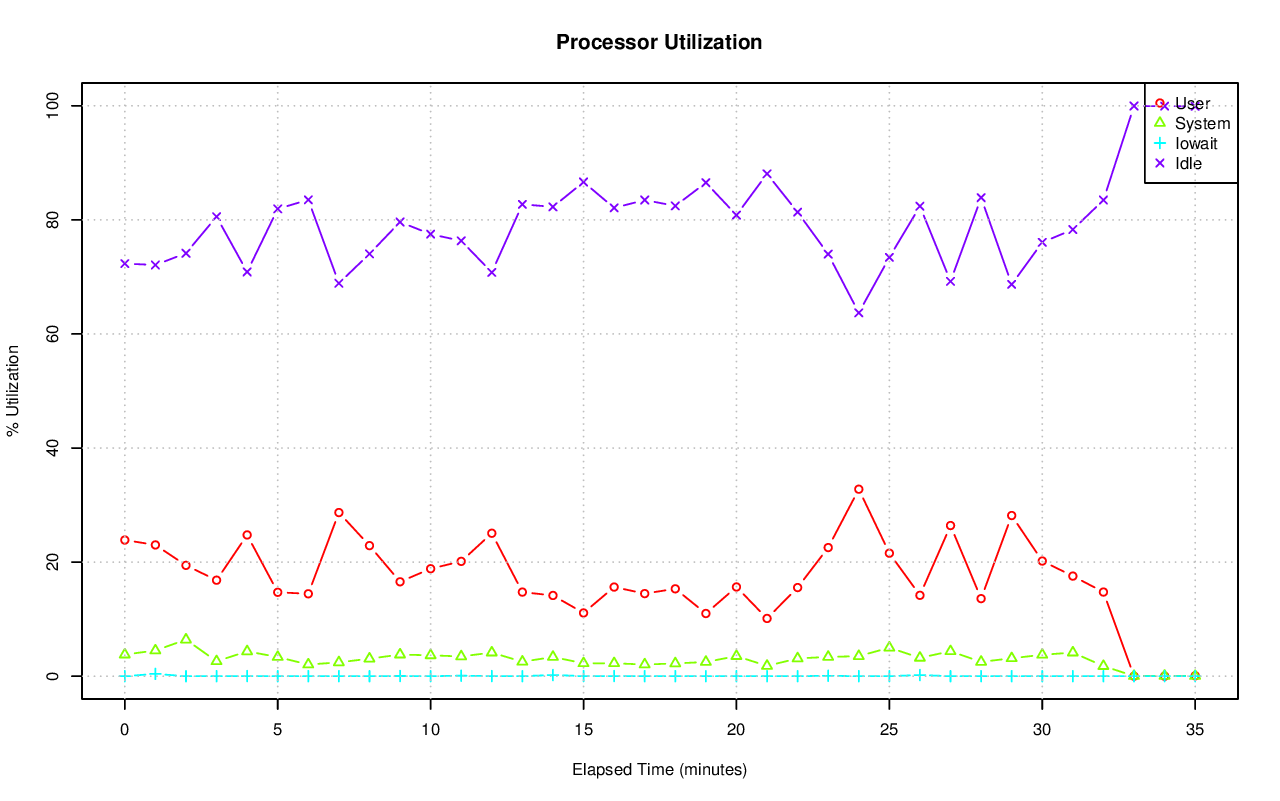 Processor Utilization
100
80
60
40
20
0
% Utilization
User
System
Iowait
Idle
0 5 10 15 20 25 30 35
Elapsed Time (minutes)